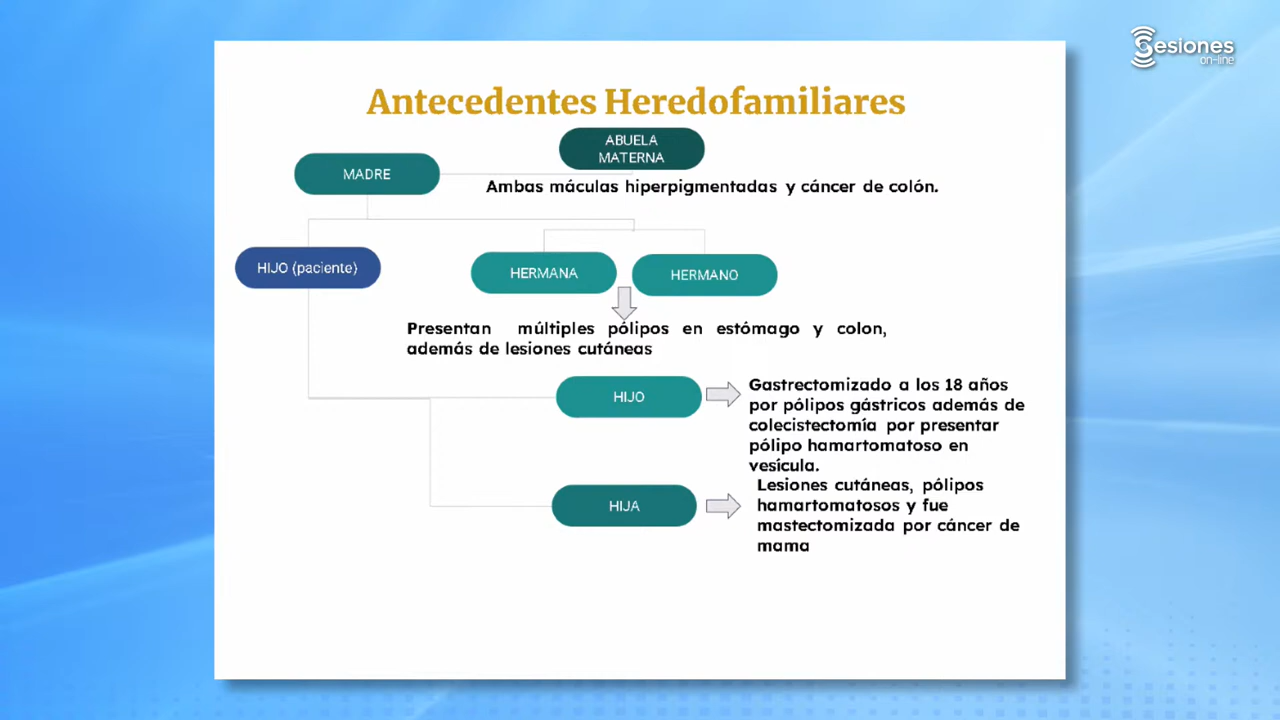 Sesiones
on-line
Antecedentes Heredofamiliares
ABUELA
MATERNA
MADRE
Ambas máculas hiperpigmentadas y cáncer de colón.
HIJO (paciente)
HERMANA
HERMANO
Presentan múltiples pólipos en estómago y colon,
además de lesiones cutáneas
HIJO
Gastrectomizado a los 18 años
por pólipos gástricos además de
colecistectomía por presentar
pólipo hamartomatoso en
vesícula.
HIJA
Lesiones cutáneas, pólipos
hamartomatosos y fue
mastectomizada por cáncer de
mama